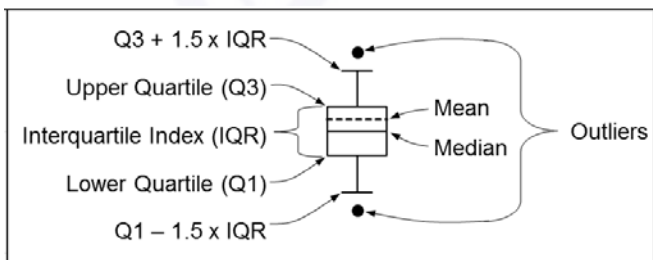 Q3 + 1.5 x IQR
Upper Quartile (Q3)
Interquartile Index (IQR)
Lower Quartile (Q1)
Q1 – 1.5 x IQR
Mean
Median
Outliers